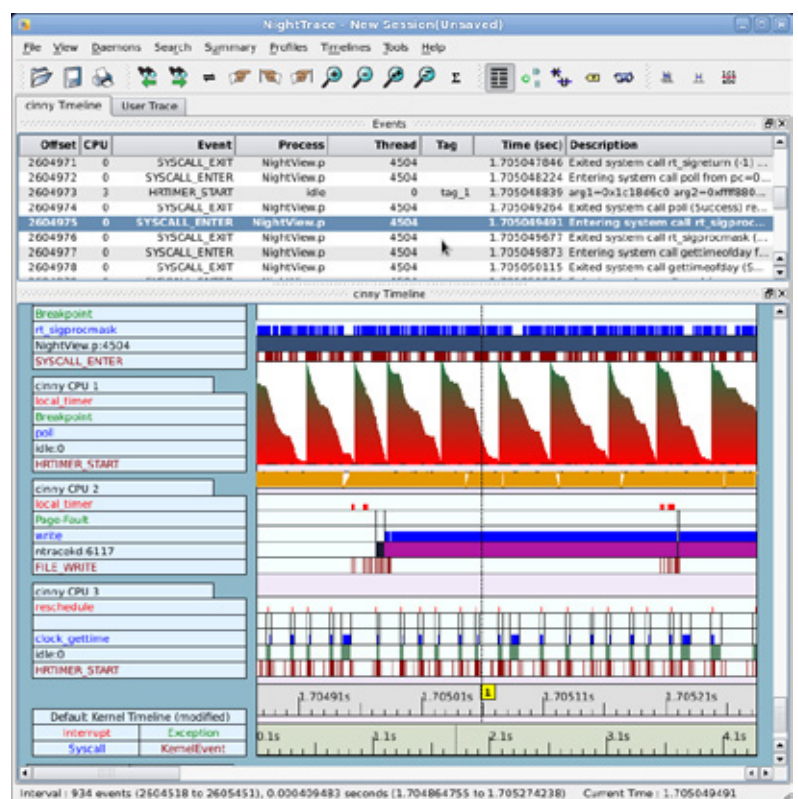 NightTrace - New Session(Unsaved)
File View Daemons Search Summary Profiles Timelines Tools Help
cinny Timeline User Trace
Events
Offset CPU Event Process Thread Tag Time (sec) Description
2604971 0 SYSCALL_EXIT NightView.p 4504 1.705047846 Exited system call rt_sigreturn (-1) ...
2604972 0 SYSCALL_ENTER NightView.p 4504 1.705048224 Entering system call poll from pc=0...
2604973 3 HRTIMER_START idle 0 tag_1 1.705048839 arg1=0x1c18d6c0 arg2=0xffff880...
2604974 0 SYSCALL_EXIT NightView.p 4504 1.705049264 Exited system call poll (Success) re...
2604975 0 SYSCALL_ENTER NightView.p 4504 1.705049491 Entering system call rt_sigproc...
2604976 0 SYSCALL_EXIT NightView.p 4504 1.705049677 Exited system call rt_sigprocmask (...
2604977 0 SYSCALL_ENTER NightView.p 4504 1.705049873 Entering system call gettimeofday f...
2604978 0 SYSCALL_EXIT NightView.p 4504 1.705050115 Exited system call gettimeofday (S...
cinny Timeline
Breakpoint
rt_sigprocmask
NightView.p:4504
SYSCALL_ENTER
cinny CPU 1
local_timer
Breakpoint
poll
idle:0
HRTIMER_START
cinny CPU 2
local_timer
Page-Fault
write
ntracekd:6117
FILE_WRITE
cinny CPU 3
reschedule
clock_gettime
idle:0
HRTIMER_START
1.70491s 1.70501s 1 1.70511s 1.70521s
Default Kernel Timeline (modified)
Interrupt Exception
Syscall KernelEvent
0.1s 1.1s 2.1s 3.1s 4.1s
Interval : 934 events (2604518 to 2605451), 0.000409483 seconds (1.704864755 to 1.705274238) Current Time : 1.705049491